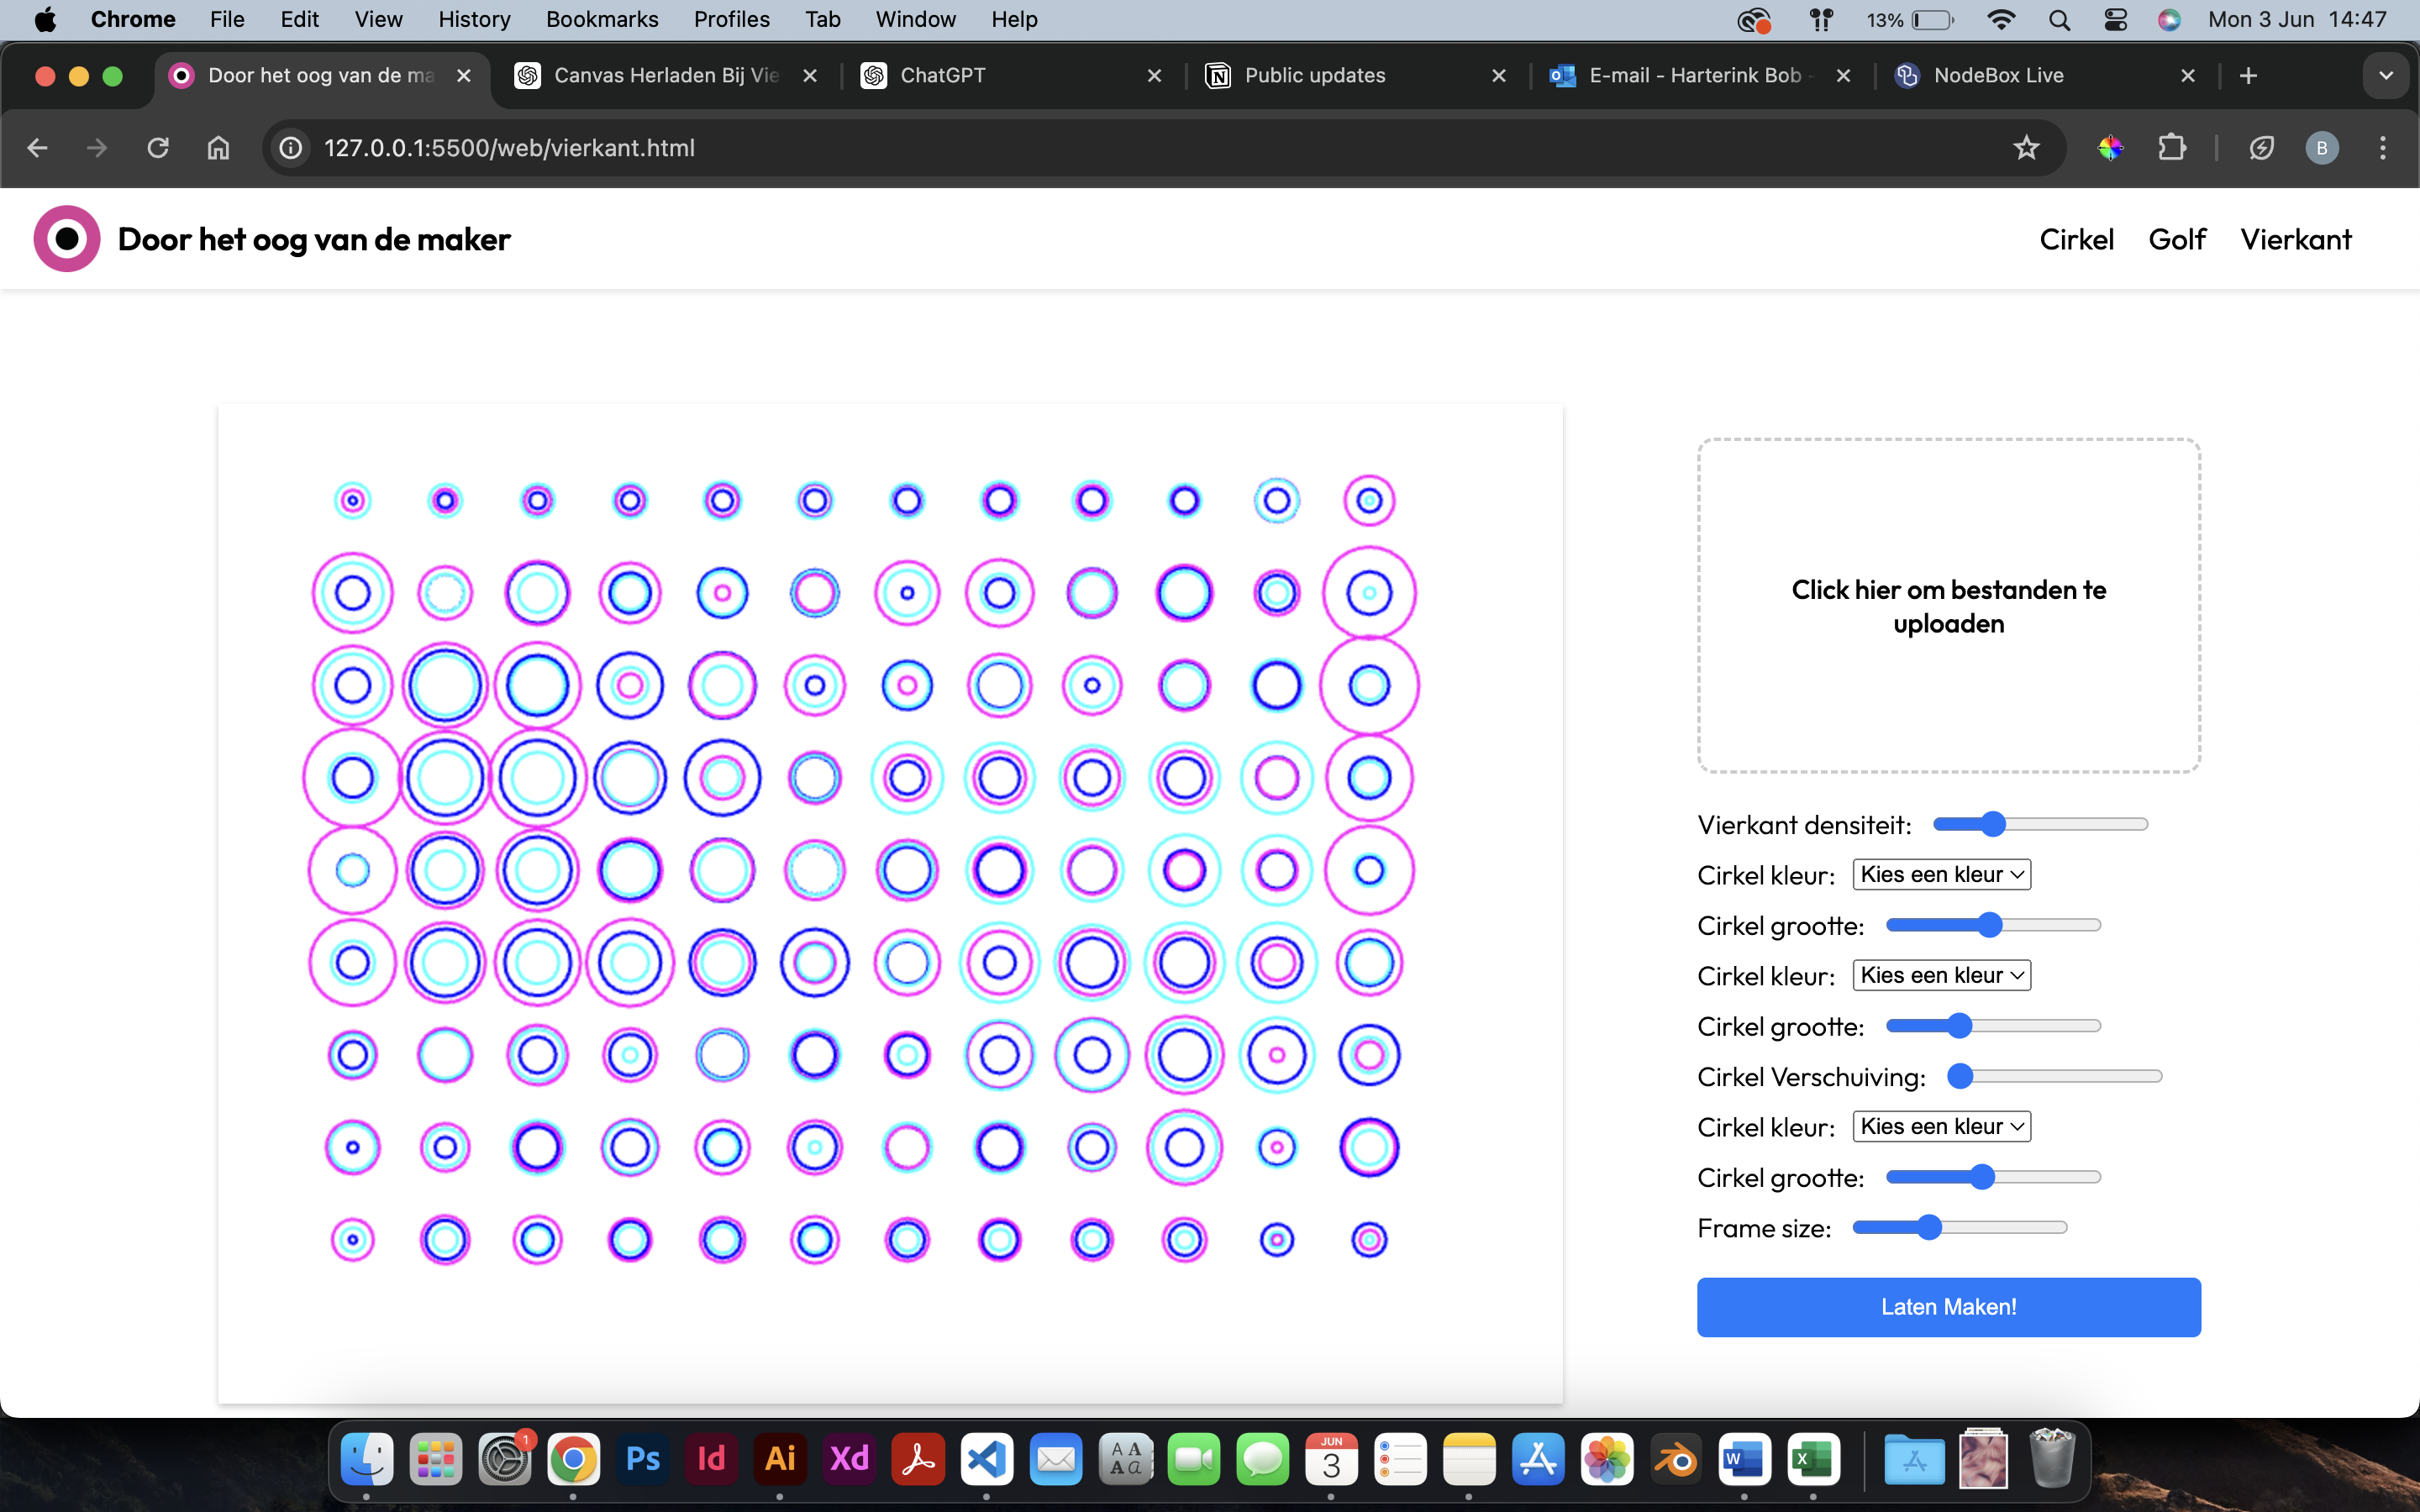 Chrome File Edit View History Bookmarks Profiles Tab Window Help 13% Mon 3 Jun 14:47
Door het oog van de ma Canvas Herladen Bij Vie ChatGPT Public updates E-mail - Harterink Bob - NodeBox Live
127.0.0.1:5500/web/vierkant.html B
Door het oog van de maker Cirkel Golf Vierkant
Click hier om bestanden te
uploaden
Vierkant densiteit:
Cirkel kleur: Kies een kleur
Cirkel grootte:
Cirkel kleur: Kies een kleur
Cirkel grootte:
Cirkel Verschuiving:
Cirkel kleur: Kies een kleur
Cirkel grootte:
Frame size:
Laten Maken!
1 Ps Id Ai Xd AA Aa JUN 3 W X